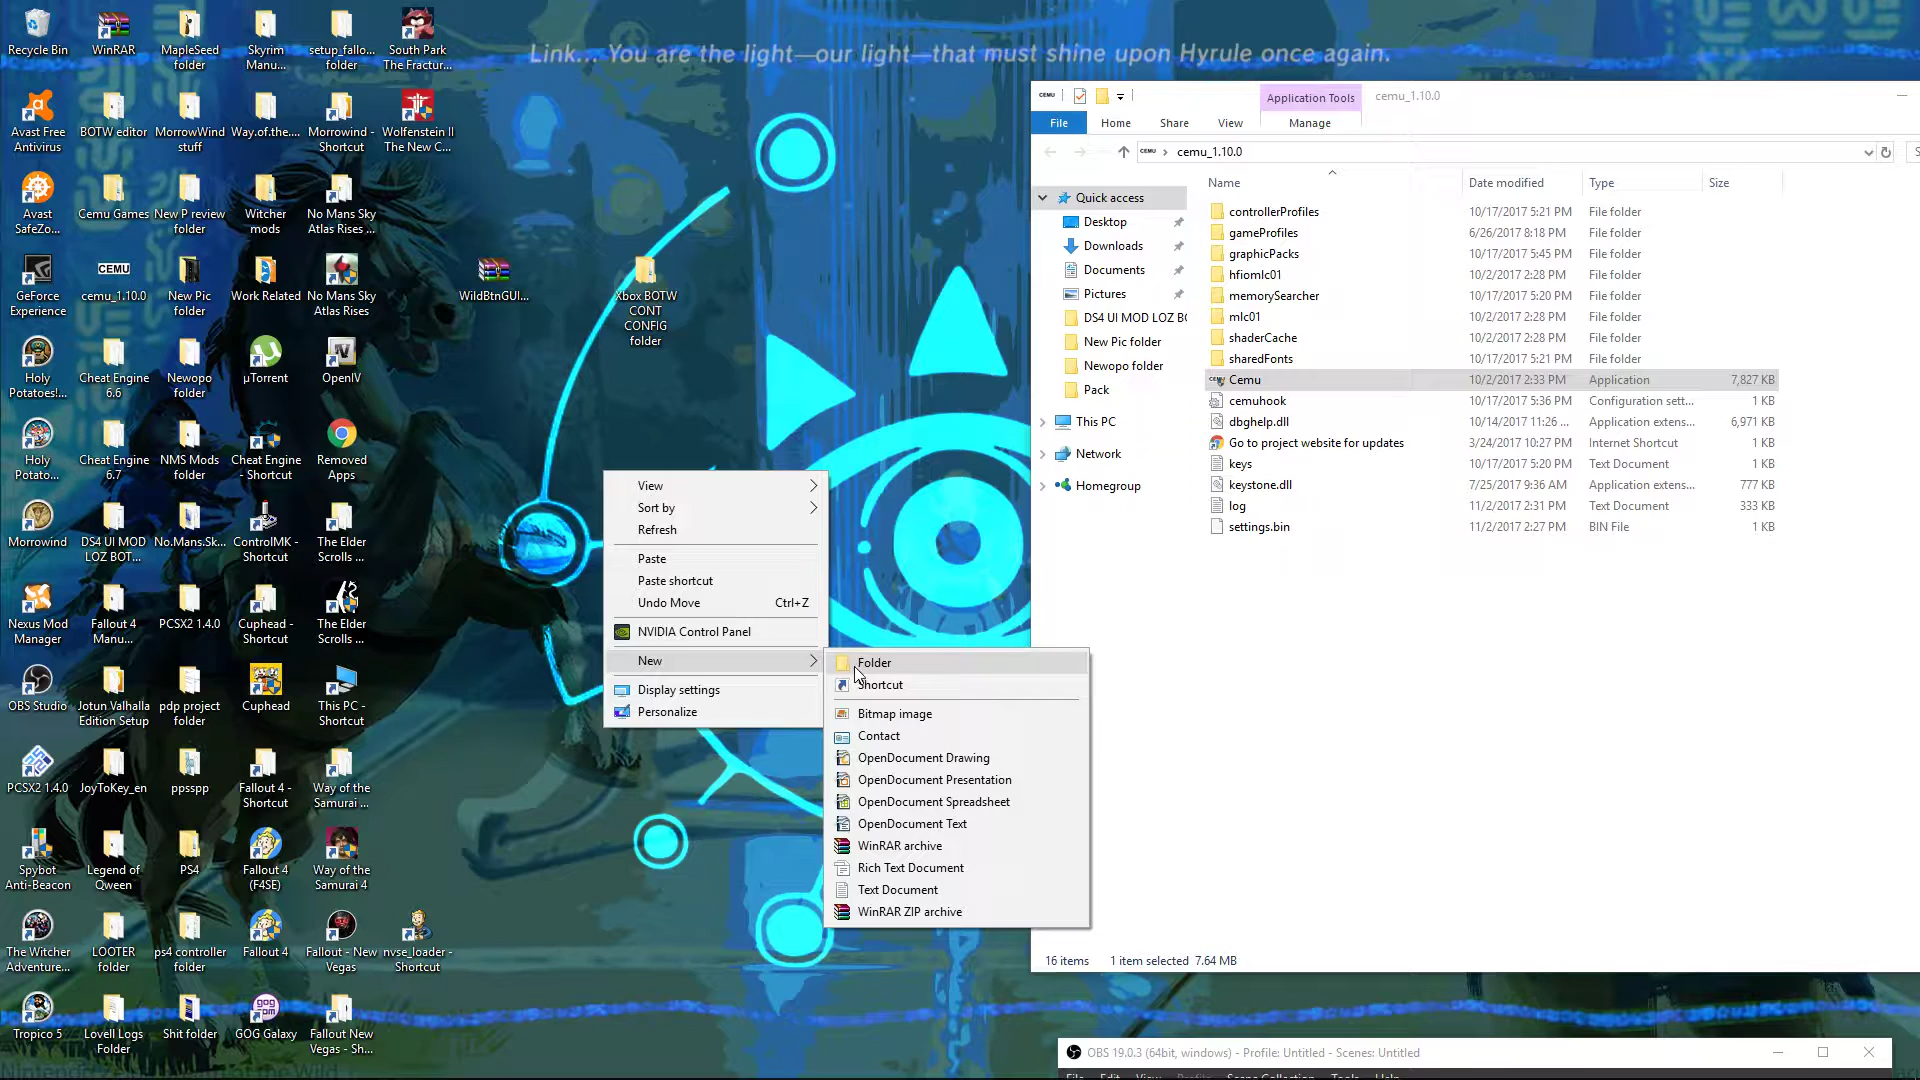 Link... You are the light—our light—that must shine upon Hyrule once again.
Recycle Bin
WinRAR
MapleSeed folder
Skyrim Manu...
setup_fallo... folder
South Park The Fractur...
Avast Free Antivirus
BOTW editor
MorrowWind stuff
Way.of.the....
Morrowind - Shortcut
Wolfenstein II The New C...
Avast SafeZo...
Cemu Games
New P review folder
Witcher mods
No Mans Sky Atlas Rises ...
GeForce Experience
CEMU
cemu_1.10.0
New Pic folder
Work Related
No Mans Sky Atlas Rises
WildBtnGUI...
Xbox BOTW CONT CONFIG folder
Holy Potatoes!...
Cheat Engine 6.6
Newopo folder
µTorrent
OpenIV
Holy Potato...
Cheat Engine 6.7
NMS Mods folder
Cheat Engine - Shortcut
Removed Apps
Morrowind
DS4 UI MOD LOZ BOT...
No.Mans.Sk...
ControlMK - Shortcut
The Elder Scrolls ...
Nexus Mod Manager
Fallout 4 Manu...
PCSX2 1.4.0
Cuphead - Shortcut
The Elder Scrolls ...
OBS Studio
Jotun Valhalla Edition Setup
pdp project folder
Cuphead
This PC - Shortcut
PCSX2 1.4.0
JoyToKey_en
ppsspp
Fallout 4 - Shortcut
Way of the Samurai ...
Spybot Anti-Beacon
Legend of Qween
PS4
Fallout 4 (F4SE)
Way of the Samurai 4
The Witcher Adventure...
LOOTER folder
ps4 controller folder
Fallout 4
Fallout - New Vegas
nvse_loader - Shortcut
Tropico 5
Lovell Logs Folder
Shit folder
gog com
GOG Galaxy
Fallout New Vegas - Sh...
View
Sort by
Refresh
Paste
Paste shortcut
Undo Move Ctrl+Z
NVIDIA Control Panel
New
Display settings
Personalize
Folder
Shortcut
Bitmap image
Contact
OpenDocument Drawing
OpenDocument Presentation
OpenDocument Spreadsheet
OpenDocument Text
WinRAR archive
Rich Text Document
Text Document
WinRAR ZIP archive
CEMU Application Tools cemu_1.10.0
File Home Share View Manage
CEMU cemu_1.10.0
Quick access
Desktop
Downloads
Documents
Pictures
DS4 UI MOD LOZ BO
New Pic folder
Newopo folder
Pack
This PC
Network
Homegroup
Name Date modified Type Size
controllerProfiles 10/17/2017 5:21 PM File folder
gameProfiles 6/26/2017 8:18 PM File folder
graphicPacks 10/17/2017 5:45 PM File folder
hfiomlc01 10/2/2017 2:28 PM File folder
memorySearcher 10/17/2017 5:20 PM File folder
mlc01 10/2/2017 2:28 PM File folder
shaderCache 10/2/2017 2:28 PM File folder
sharedFonts 10/17/2017 5:21 PM File folder
Cemu 10/2/2017 2:33 PM Application 7,827 KB
cemuhook 10/17/2017 5:36 PM Configuration sett... 1 KB
dbghelp.dll 10/14/2017 11:26 ... Application extens... 6,971 KB
Go to project website for updates 3/24/2017 10:27 PM Internet Shortcut 1 KB
keys 10/17/2017 5:20 PM Text Document 1 KB
keystone.dll 7/25/2017 9:36 AM Application extens... 777 KB
log 11/2/2017 2:31 PM Text Document 333 KB
settings.bin 11/2/2017 2:27 PM BIN File 1 KB
16 items 1 item selected 7.64 MB
OBS 19.0.3 (64bit, windows) - Profile: Untitled - Scenes: Untitled
File Edit View Profile Scene Collection Tools Help